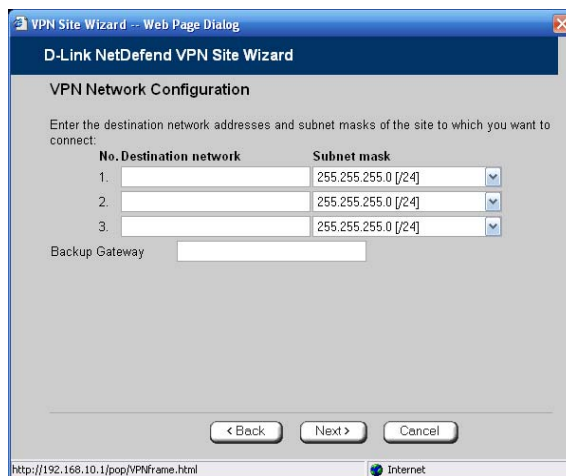 VPN Site Wizard -- Web Page Dialog
D-Link NetDefend VPN Site Wizard
VPN Network Configuration
Enter the destination network addresses and subnet masks of the site to which you want to
connect:
No. Destination network Subnet mask
1. 255.255.255.0 [/24]
2. 255.255.255.0 [/24]
3. 255.255.255.0 [/24]
Backup Gateway
< Back Next > Cancel
http://192.168.10.1/pop/VPNframe.html Internet